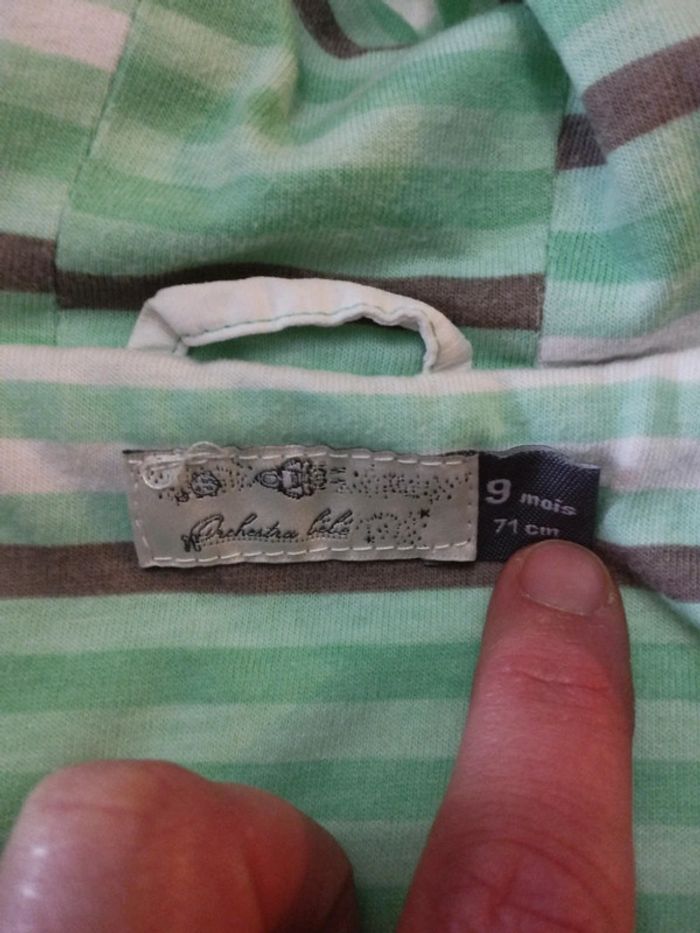 Orchestra bébé
9 mois
71 cm